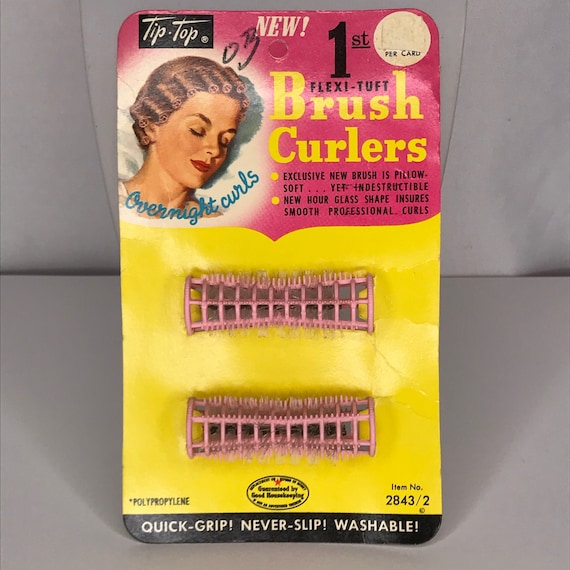 Tip-Top®
NEW!
1st
PER CARD
FLEXI-TUFT
Brush
Curlers
• EXCLUSIVE NEW BRUSH IS PILLOW-
SOFT . . . YET INDESTRUCTIBLE
• NEW HOUR GLASS SHAPE INSURES
SMOOTH PROFESSIONAL CURLS
Overnight curls
*POLYPROPYLENE
Guaranteed by
Good Housekeeping
Item No.
2843/2
©
QUICK-GRIP! NEVER-SLIP! WASHABLE!